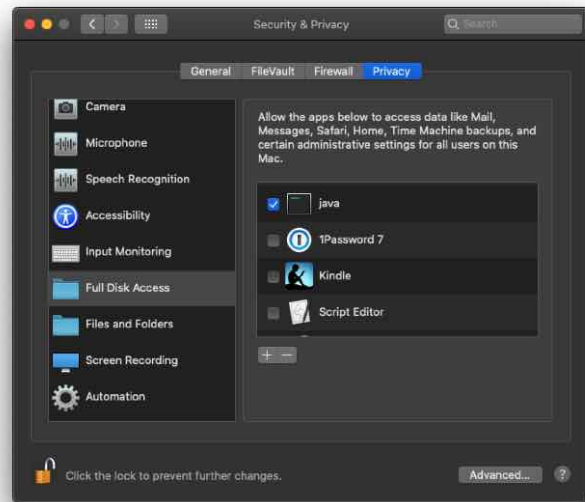 Security & Privacy
Search
General
FileVault
Firewall
Privacy
Camera
Microphone
Speech Recognition
Accessibility
Input Monitoring
Full Disk Access
Files and Folders
Screen Recording
Automation
Allow the apps below to access data like Mail,
Messages, Safari, Home, Time Machine backups, and
certain administrative settings for all users on this
Mac.
java
1Password 7
Kindle
Script Editor
+ −
Click the lock to prevent further changes.
Advanced...
?